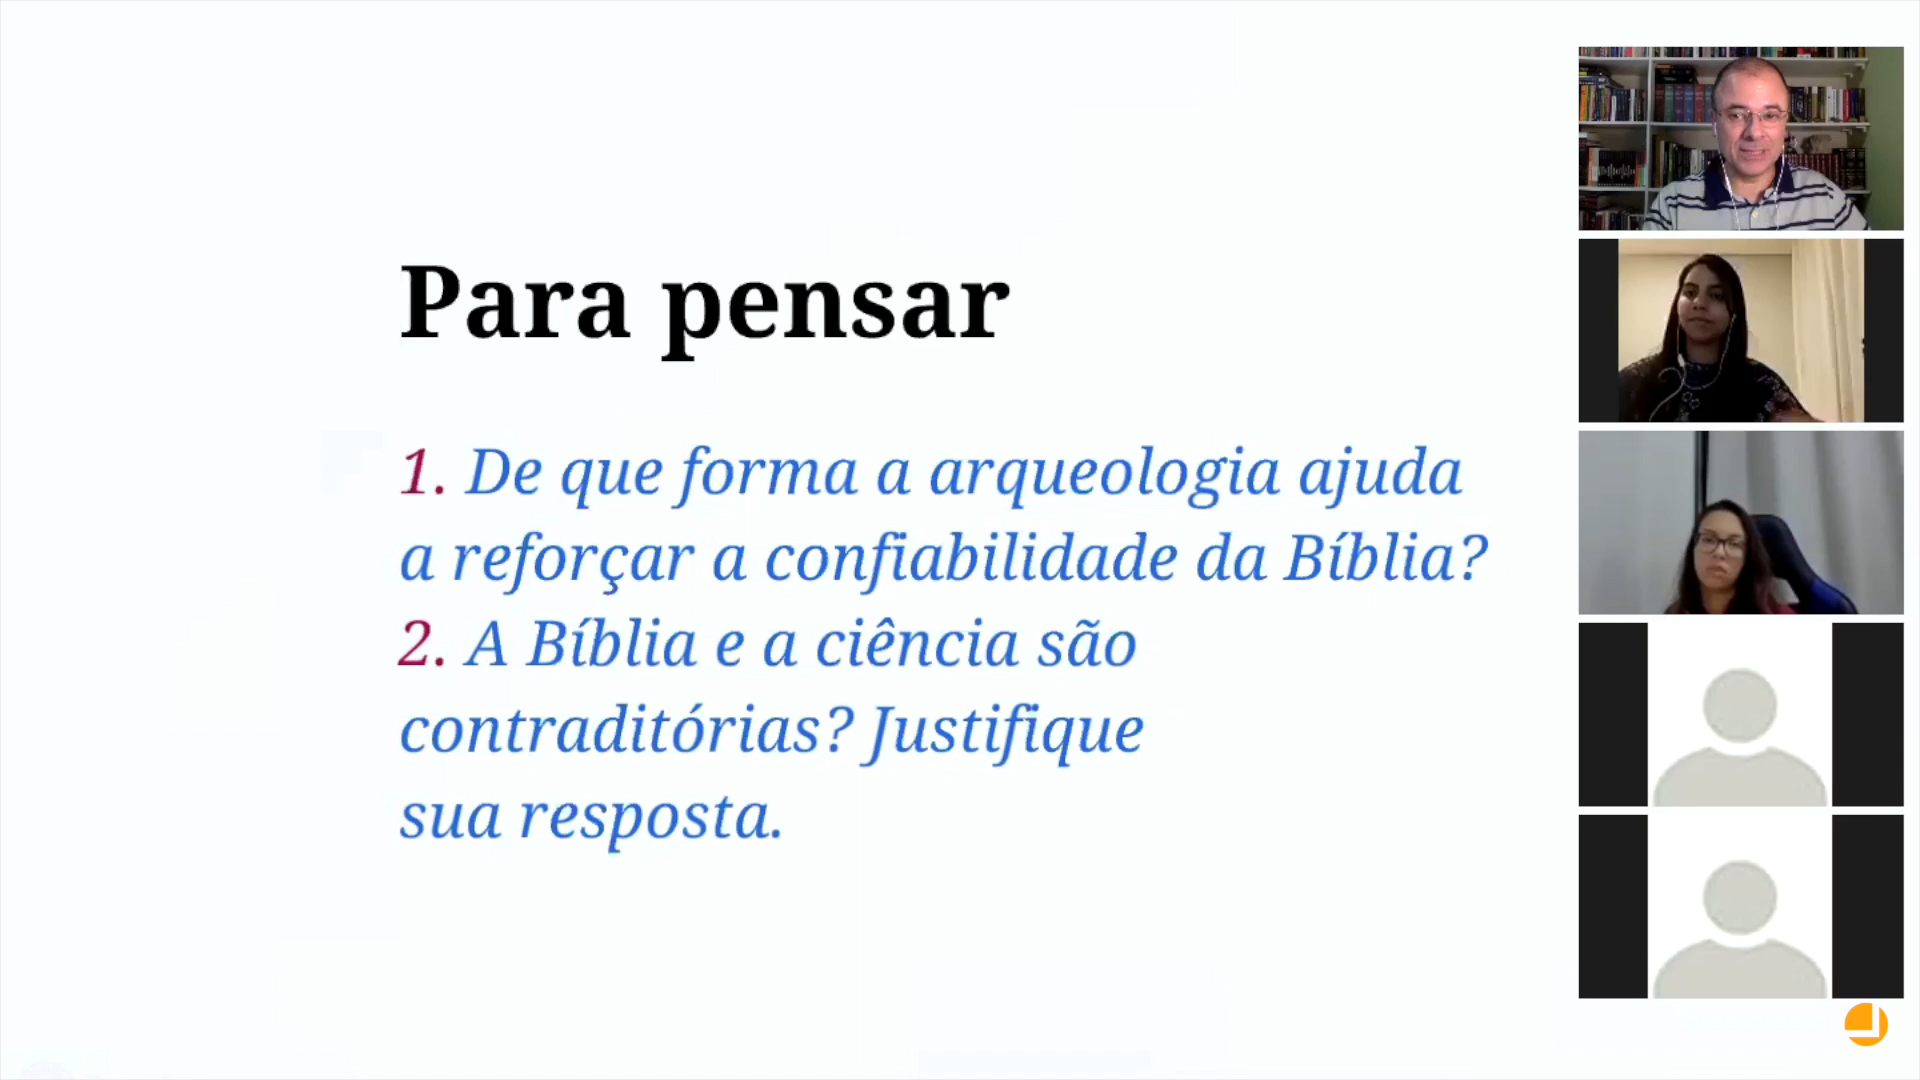 Para pensar
1. De que forma a arqueologia ajuda
a reforçar a confiabilidade da Bíblia?
2. A Bíblia e a ciência são
contraditórias? Justifique
sua resposta.